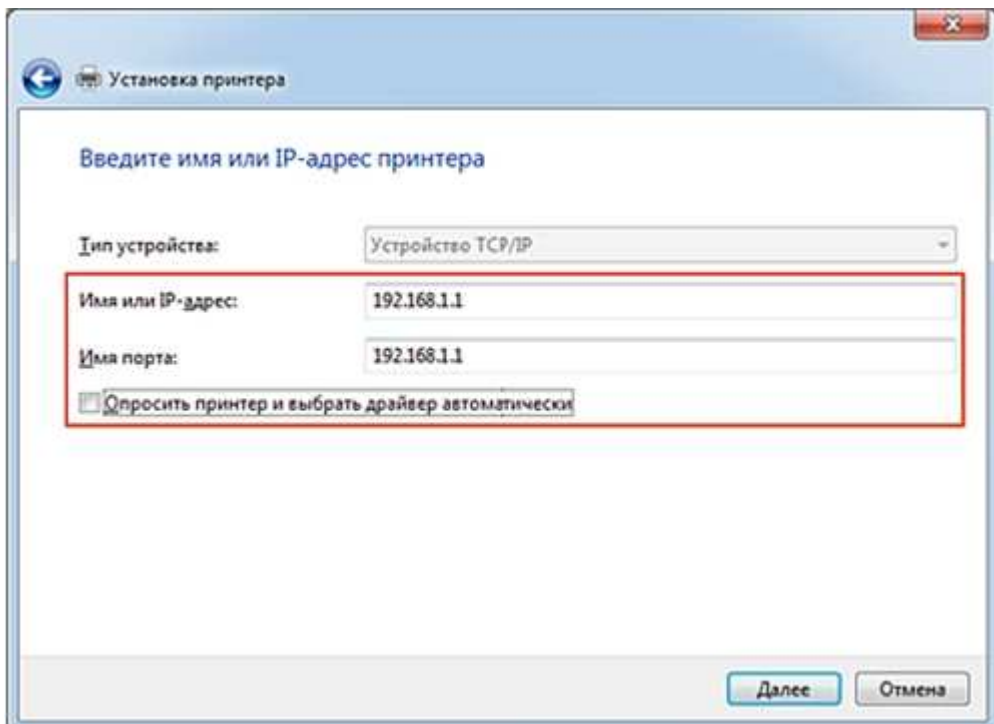 Установка принтера
Введите имя или IP-адрес принтера
Тип устройства: Устройство TCP/IP
Имя или IP-адрес: 192.168.1.1
Имя порта: 192.168.1.1
Опросить принтер и выбрать драйвер автоматически
Далее Отмена